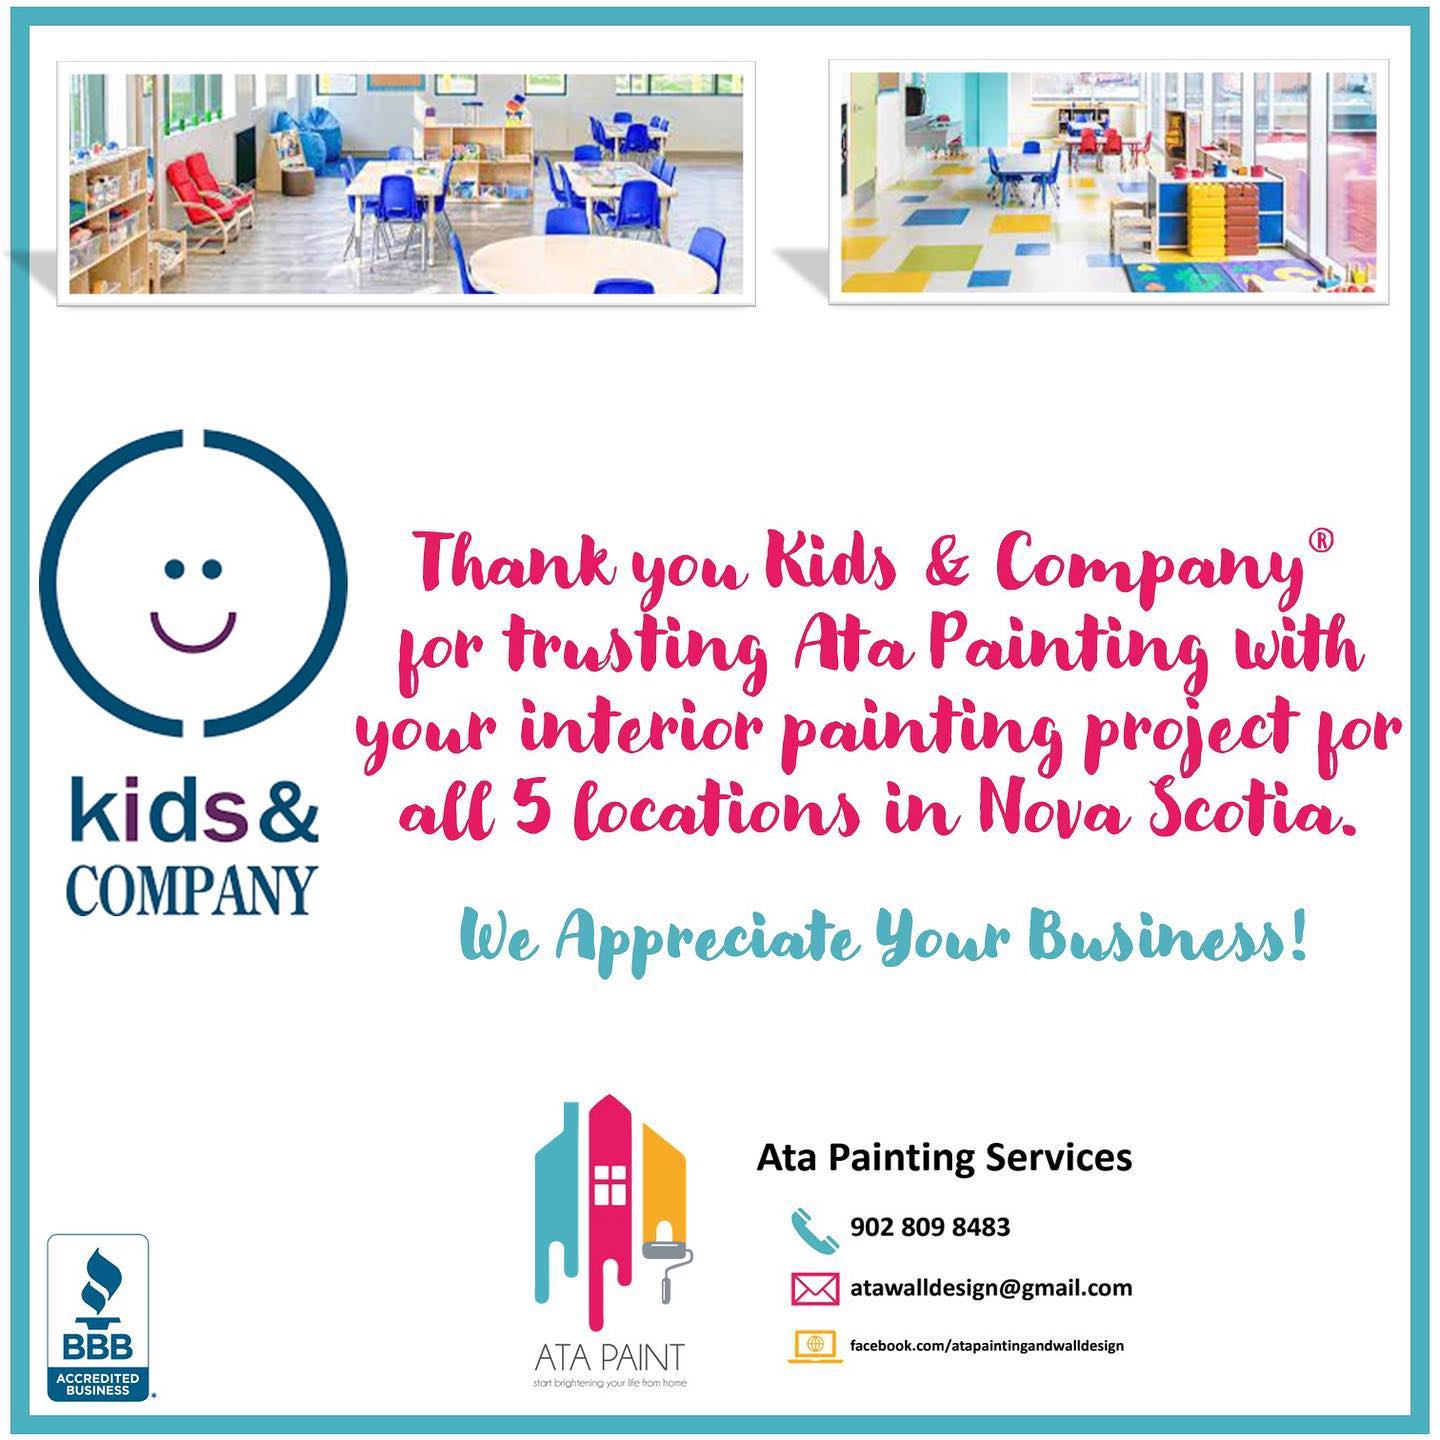 Thank you Kids & Company®
for trusting Ata Painting with
your interior painting project for
all 5 locations in Nova Scotia.
We Appreciate Your Business!
kids&
COMPANY
Ata Painting Services
902 809 8483
atawalldesign@gmail.com
facebook.com/atapaintingandwalldesign
ATA PAINT
start brightening your life from home
BBB
ACCREDITED
BUSINESS
*